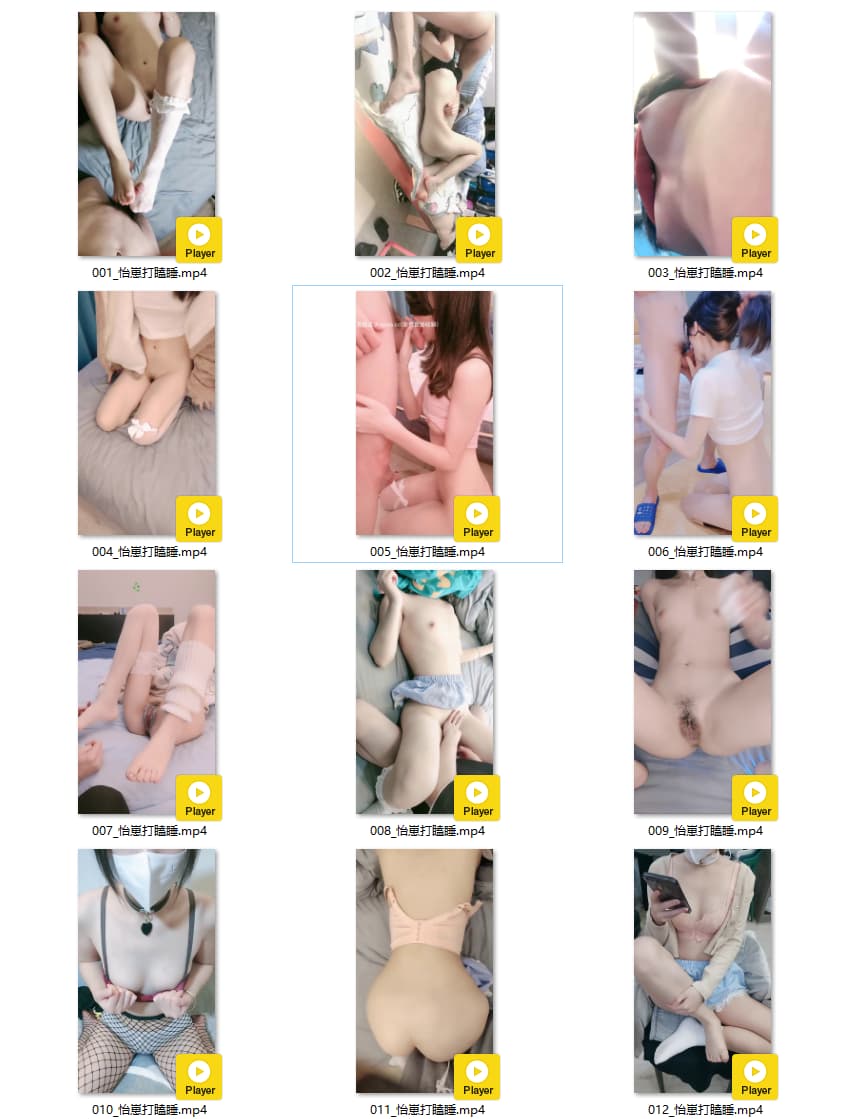 Player
Player
Player
001_怡崽打瞌睡.mp4
002_怡崽打瞌睡.mp4
003_怡崽打瞌睡.mp4
Player
Player
Player
004_怡崽打瞌睡.mp4
005_怡崽打瞌睡.mp4
006_怡崽打瞌睡.mp4
Player
Player
Player
007_怡崽打瞌睡.mp4
008_怡崽打瞌睡.mp4
009_怡崽打瞌睡.mp4
Player
Player
Player
010_怡崽打瞌睡.mp4
011_怡崽打瞌睡.mp4
012_怡崽打瞌睡.mp4